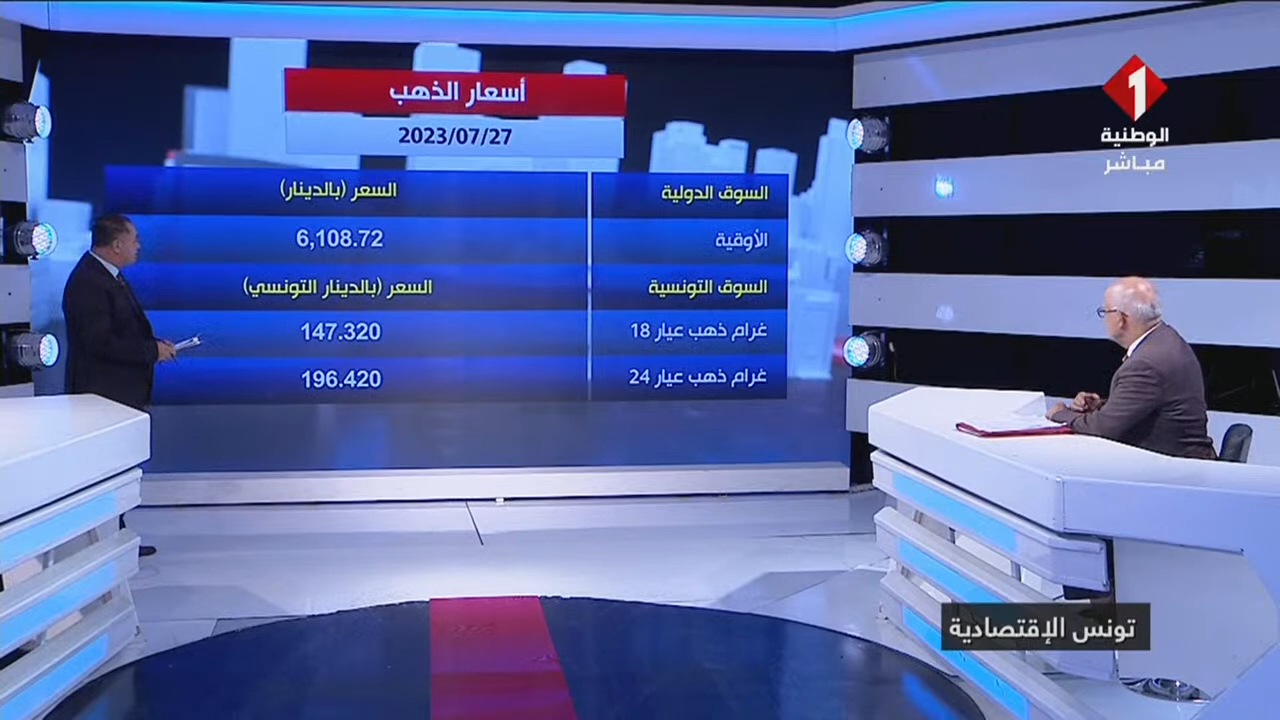 أسعار الذهب
2023/07/27
السوق الدولية السعر (بالدينار)
الأوقية 6,108.72
السوق التونسية السعر (بالدينار التونسي)
غرام ذهب عيار 18 147.320
غرام ذهب عيار 24 196.420
1
الوطنية
مباشر
تونس الإقتصادية